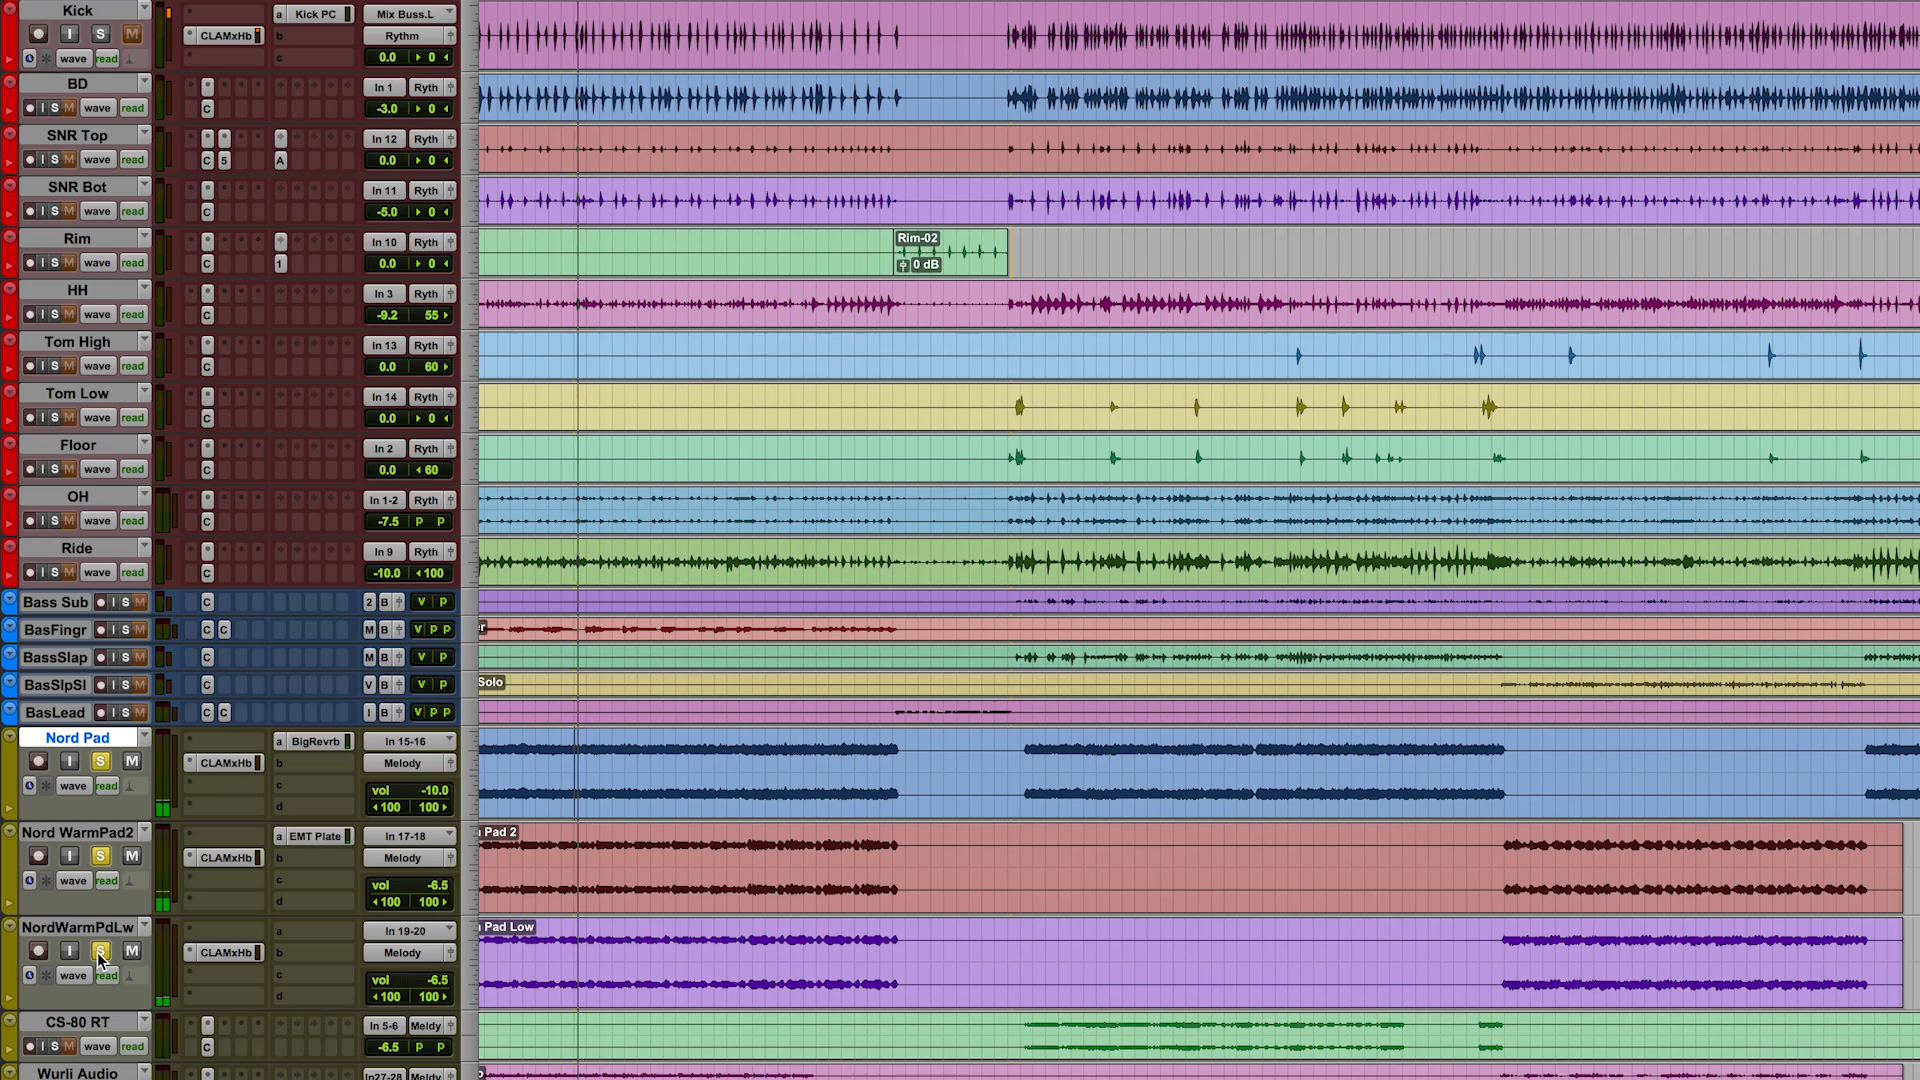 Kick
a Kick PC Mix Buss.L
I S M CLAMxHb b Rythm
wave read c 0.0 0
BD In 1 Ryth
I S M wave read C -3.0 0
SNR Top In 12 Ryth
I S M wave read C 5 A 0.0 0
SNR Bot In 11 Ryth
I S M wave read C -5.0 0
Rim In 10 Ryth Rim-02
I S M wave read C 1 0.0 0 0 dB
HH In 3 Ryth
I S M wave read C -9.2 55
Tom High In 13 Ryth
I S M wave read C 0.0 60
Tom Low In 14 Ryth
I S M wave read C 0.0 0
Floor In 2 Ryth
I S M wave read C 0.0 60
OH In 1-2 Ryth
I S M wave read C -7.5 P P
Ride In 9 Ryth
I S M wave read C -10.0 100
Bass Sub I S M C 2 B V P
BasFingr I S M C C M B V P P
BassSlap I S M C M B V P
BasSlpSl I S M C V B V P Solo
BasLead I S M C C I B V P P
Nord Pad a BigRevrb In 15-16
I S M CLAMxHb b Melody
wave read c vol -10.0
d 100 100
Nord WarmPad2 a EMT Plate In 17-18 Pad 2
I S M CLAMxHb b Melody
wave read c vol -6.5
d 100 100
NordWarmPdLw a In 19-20 Pad Low
I S M CLAMxHb b Melody
wave read c vol -6.5
d 100 100
CS-80 RT In 5-6 Meldy
I S M wave read C -6.5 P P
Wurli Audio In27-28 Meldy